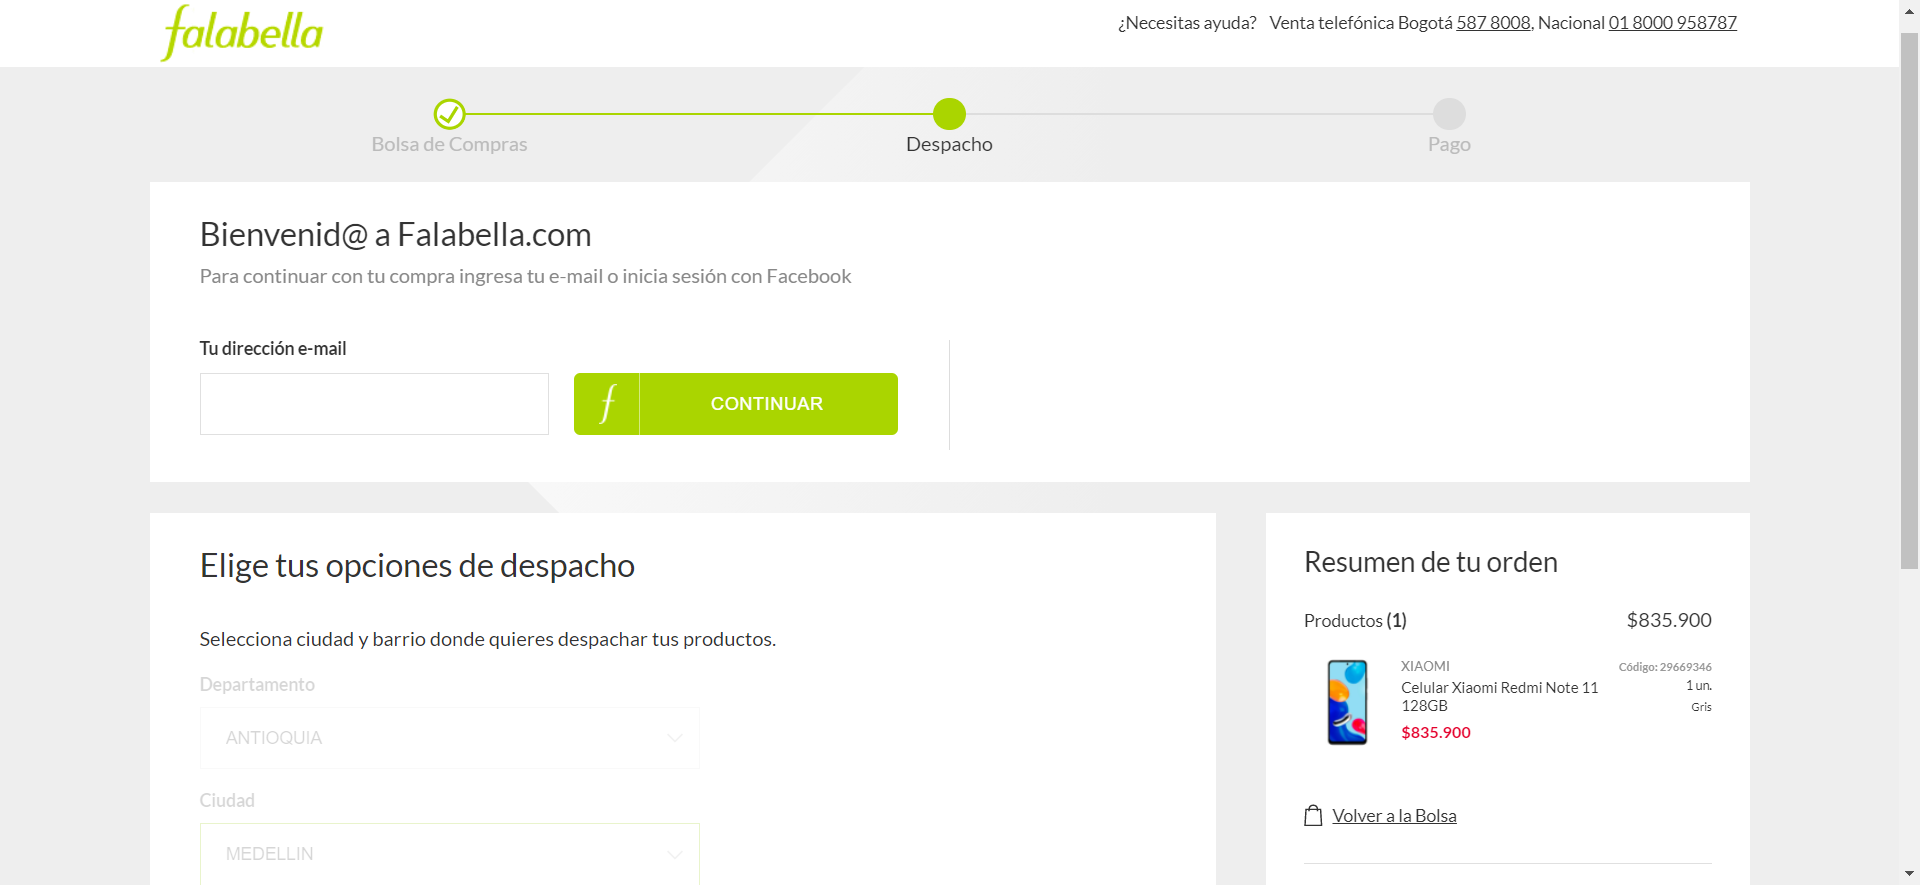 falabella
¿Necesitas ayuda? Venta telefónica Bogotá 587 8008, Nacional 01 8000 958787
Bolsa de Compras
Despacho
Pago
Bienvenid@ a Falabella.com
Para continuar con tu compra ingresa tu e-mail o inicia sesión con Facebook
Tu dirección e-mail
f CONTINUAR
Elige tus opciones de despacho
Selecciona ciudad y barrio donde quieres despachar tus productos.
Departamento
ANTIOQUIA
Ciudad
MEDELLIN
Resumen de tu orden
Productos (1) $835.900
XIAOMI Código: 29669346
Celular Xiaomi Redmi Note 11 1 un.
128GB Gris
$835.900
Volver a la Bolsa